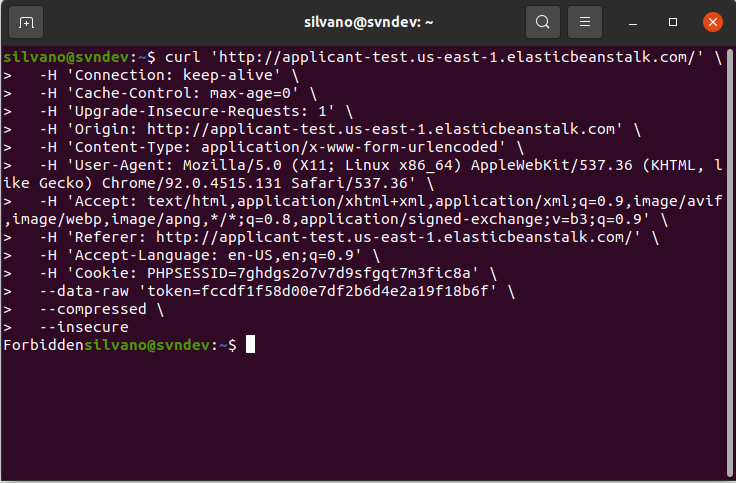 silvano@svndev: ~
silvano@svndev:~$ curl 'http://applicant-test.us-east-1.elasticbeanstalk.com/' \
>   -H 'Connection: keep-alive' \
>   -H 'Cache-Control: max-age=0' \
>   -H 'Upgrade-Insecure-Requests: 1' \
>   -H 'Origin: http://applicant-test.us-east-1.elasticbeanstalk.com' \
>   -H 'Content-Type: application/x-www-form-urlencoded' \
>   -H 'User-Agent: Mozilla/5.0 (X11; Linux x86_64) AppleWebKit/537.36 (KHTML, l
ike Gecko) Chrome/92.0.4515.131 Safari/537.36' \
>   -H 'Accept: text/html,application/xhtml+xml,application/xml;q=0.9,image/avif
,image/webp,image/apng,*/*;q=0.8,application/signed-exchange;v=b3;q=0.9' \
>   -H 'Referer: http://applicant-test.us-east-1.elasticbeanstalk.com/' \
>   -H 'Accept-Language: en-US,en;q=0.9' \
>   -H 'Cookie: PHPSESSID=7ghdgs2o7v7d9sfgqt7m3fic8a' \
>   --data-raw 'token=fccdf1f58d00e7df2b6d4e2a19f18b6f' \
>   --compressed \
>   --insecure
Forbiddensilvano@svndev:~$